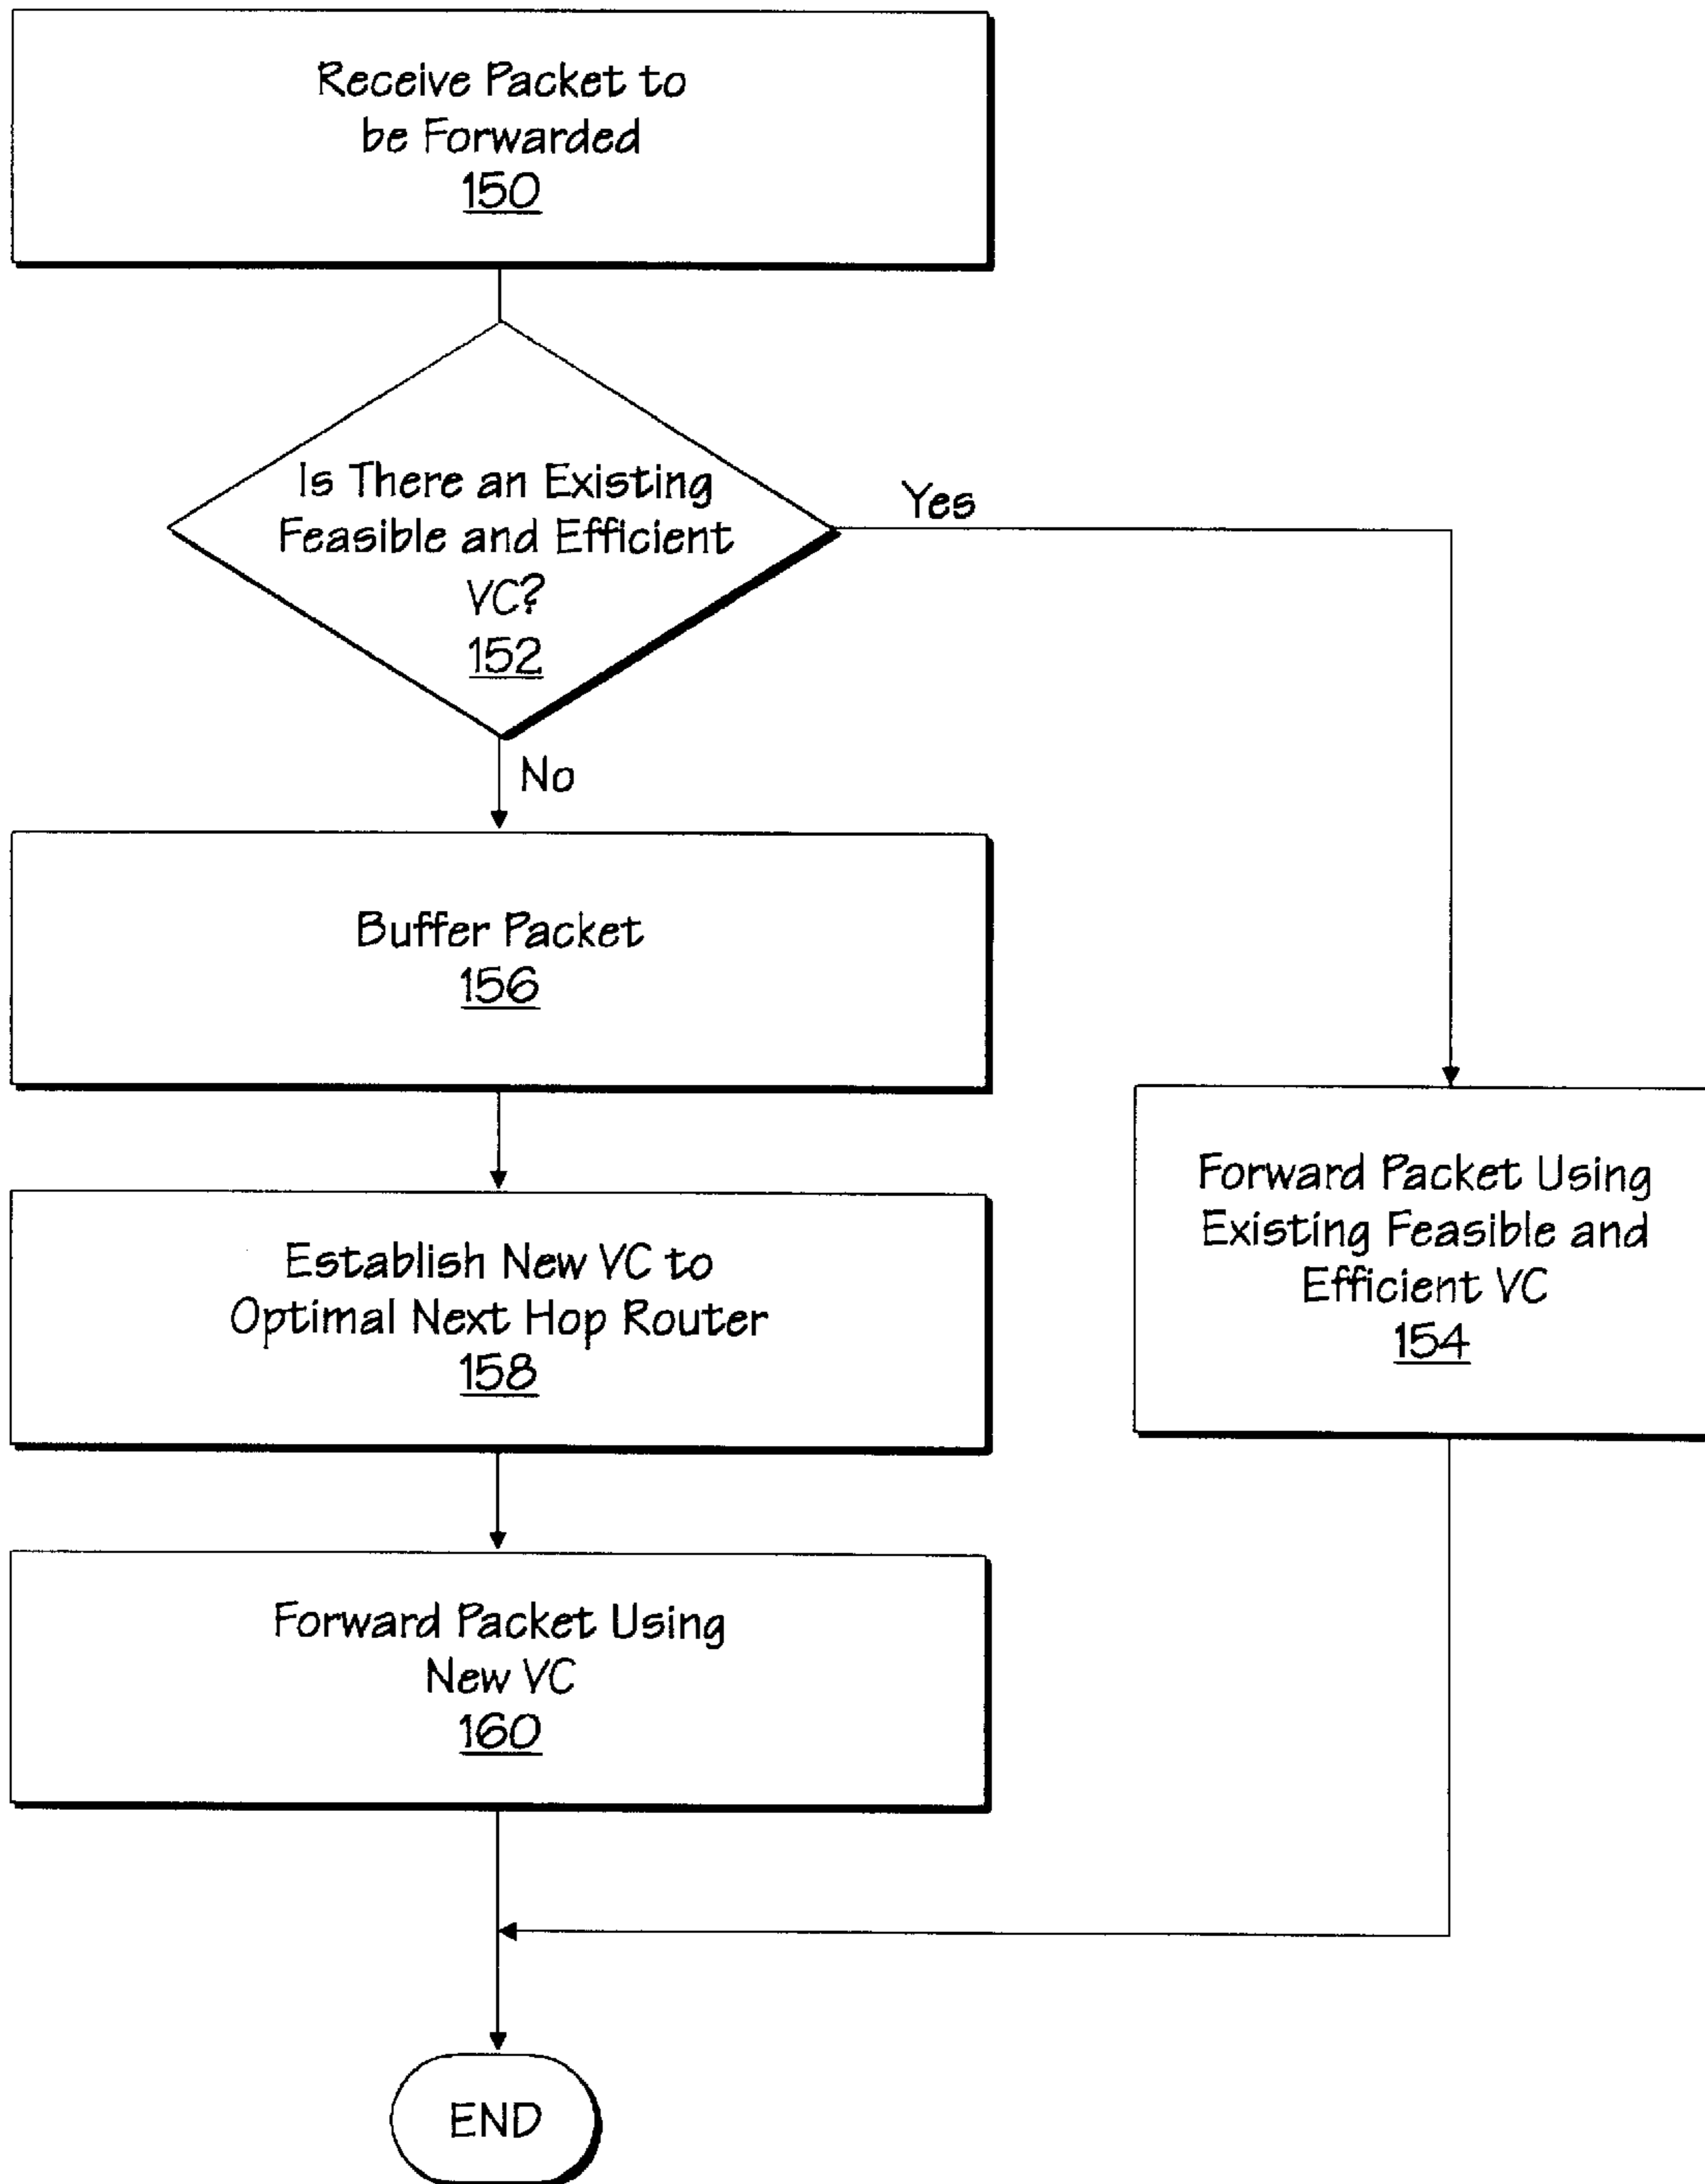 Receive Packet to
be Forwarded
150
Is There an Existing
Feasible and Efficient
VC?
152
Yes
No
Buffer Packet
156
Establish New VC to
Optimal Next Hop Router
158
Forward Packet Using
Existing Feasible and
Efficient VC
154
Forward Packet Using
New VC
160
END